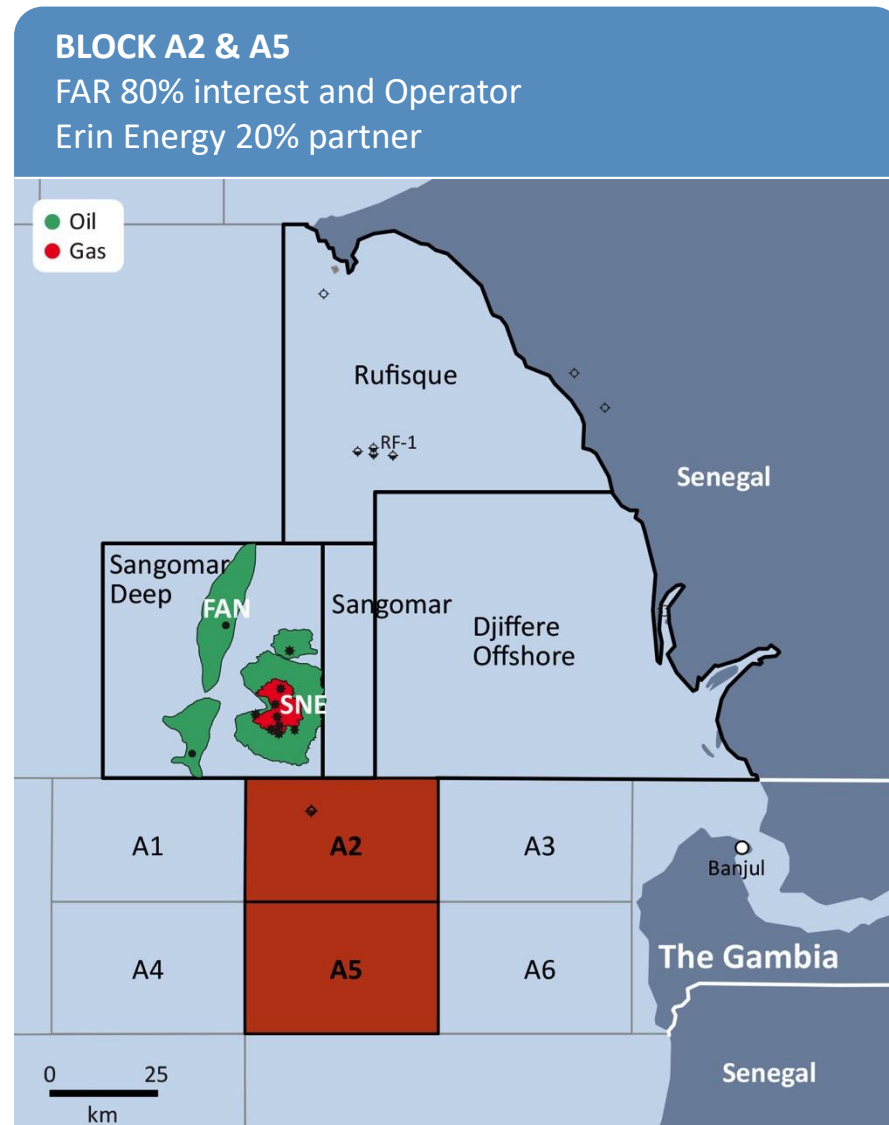 BLOCK A2 & A5
FAR 80% interest and Operator
Erin Energy 20% partner
Oil
Gas
Rufisque
RF-1
Senegal
Sangomar
Deep
FAN
Sangomar
Djiffere
Offshore
SNE
A1
A2
A3
Banjul
A4
A5
A6
The Gambia
0 25
km
Senegal